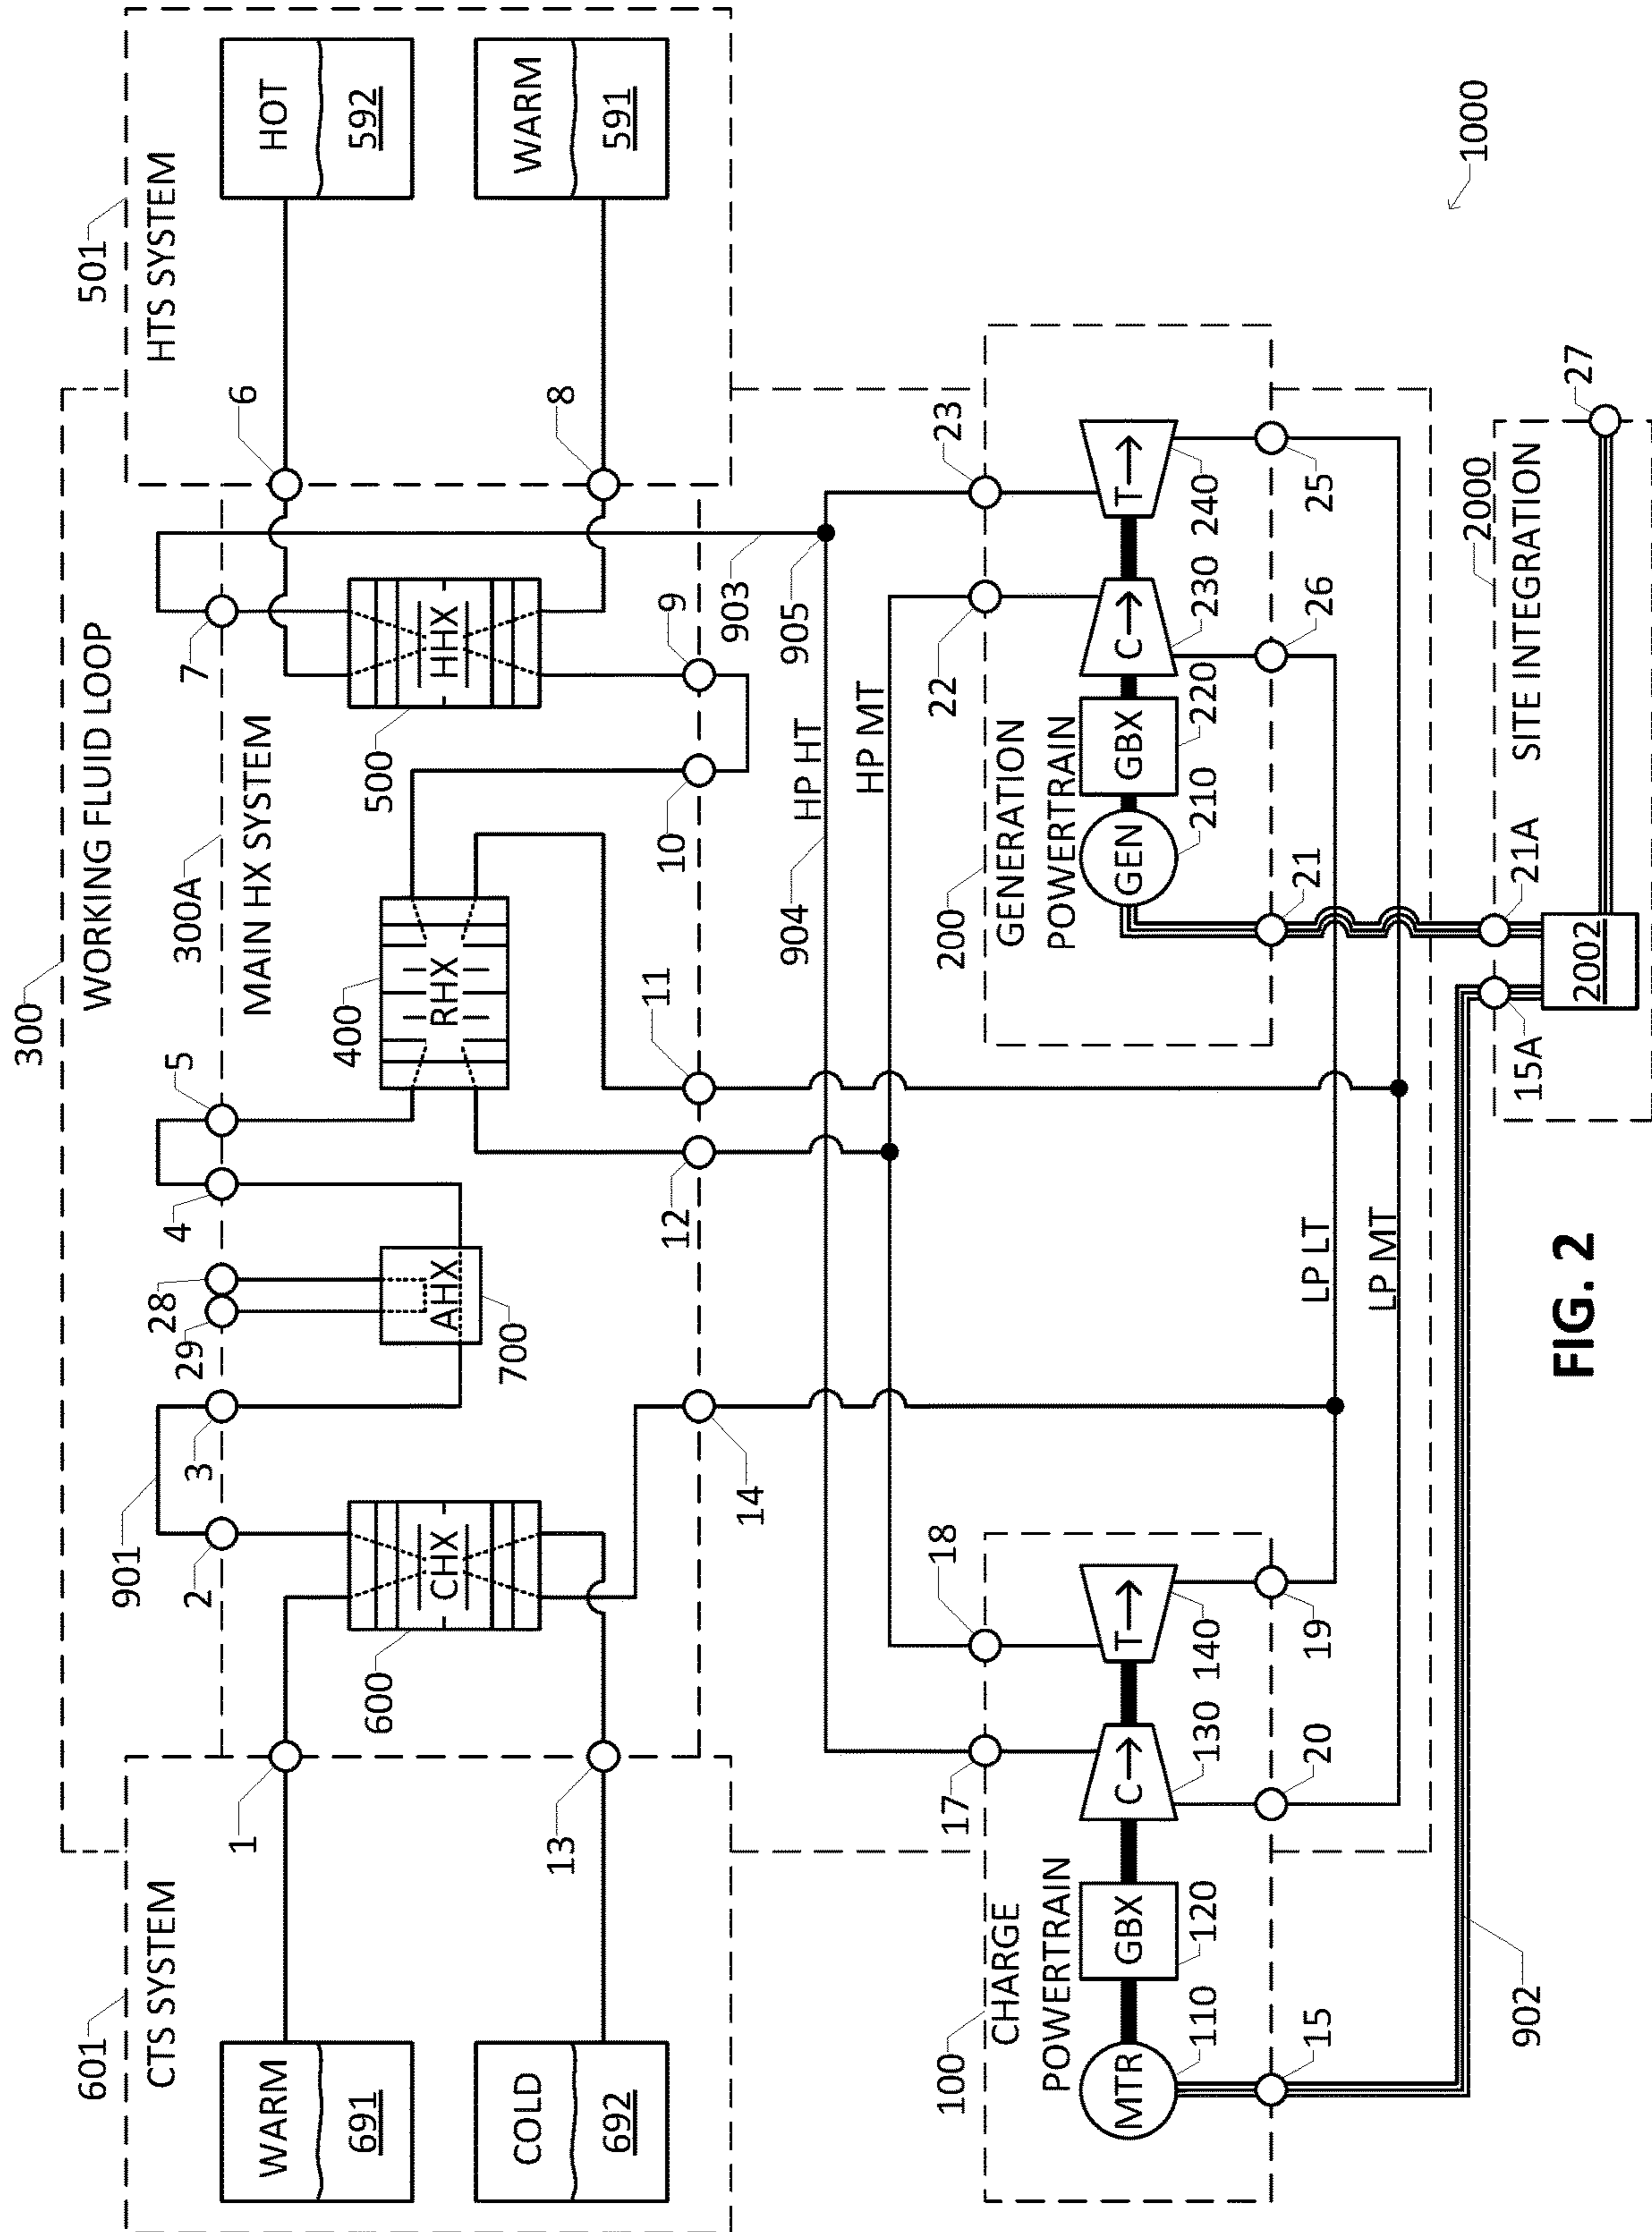 300
WORKING FLUID LOOP
601
CTS SYSTEM
WARM
691
COLD
692
1
13
901
2
3
29
28
4
5
300A
MAIN HX SYSTEM
7
6
501
HTS SYSTEM
HOT
592
WARM
591
8
CHX
600
AHX
700
RHX
400
HHX
500
14
12
11
10
9
903
905
904
HP HT
HP MT
17
18
22
23
100
CHARGE
POWERTRAIN
MTR
110
GBX
120
C
130
T
140
15
20
19
200
GENERATION
POWERTRAIN
GEN
210
GBX
220
C
230
T
240
21
26
25
LP LT
LP MT
902
15A
21A
2000
SITE INTEGRATION
2002
27
1000
FIG. 2